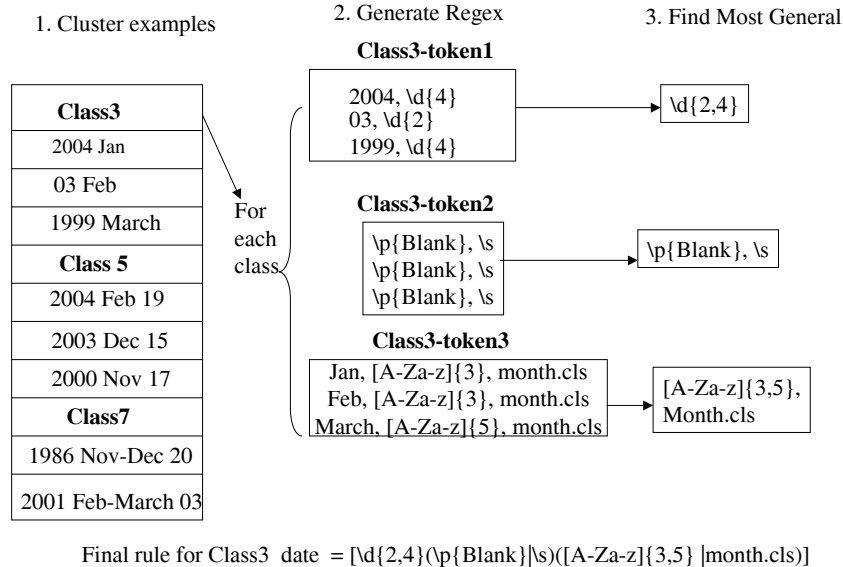 1. Cluster examples
2. Generate Regex
3. Find Most General
Class3
2004 Jan
03 Feb
1999 March
Class 5
2004 Feb 19
2003 Dec 15
2000 Nov 17
Class7
1986 Nov-Dec 20
2001 Feb-March 03
For
each
class
Class3-token1
2004, \d{4}
03, \d{2}
1999, \d{4}
\d{2,4}
Class3-token2
\p{Blank}, \s
\p{Blank}, \s
\p{Blank}, \s
\p{Blank}, \s
Class3-token3
Jan, [A-Za-z]{3}, month.cls
Feb, [A-Za-z]{3}, month.cls
March, [A-Za-z]{5}, month.cls
[A-Za-z]{3,5},
Month.cls
Final rule for Class3 date = [\d{2,4}(\p{Blank}|\s)([A-Za-z]{3,5} |month.cls)]